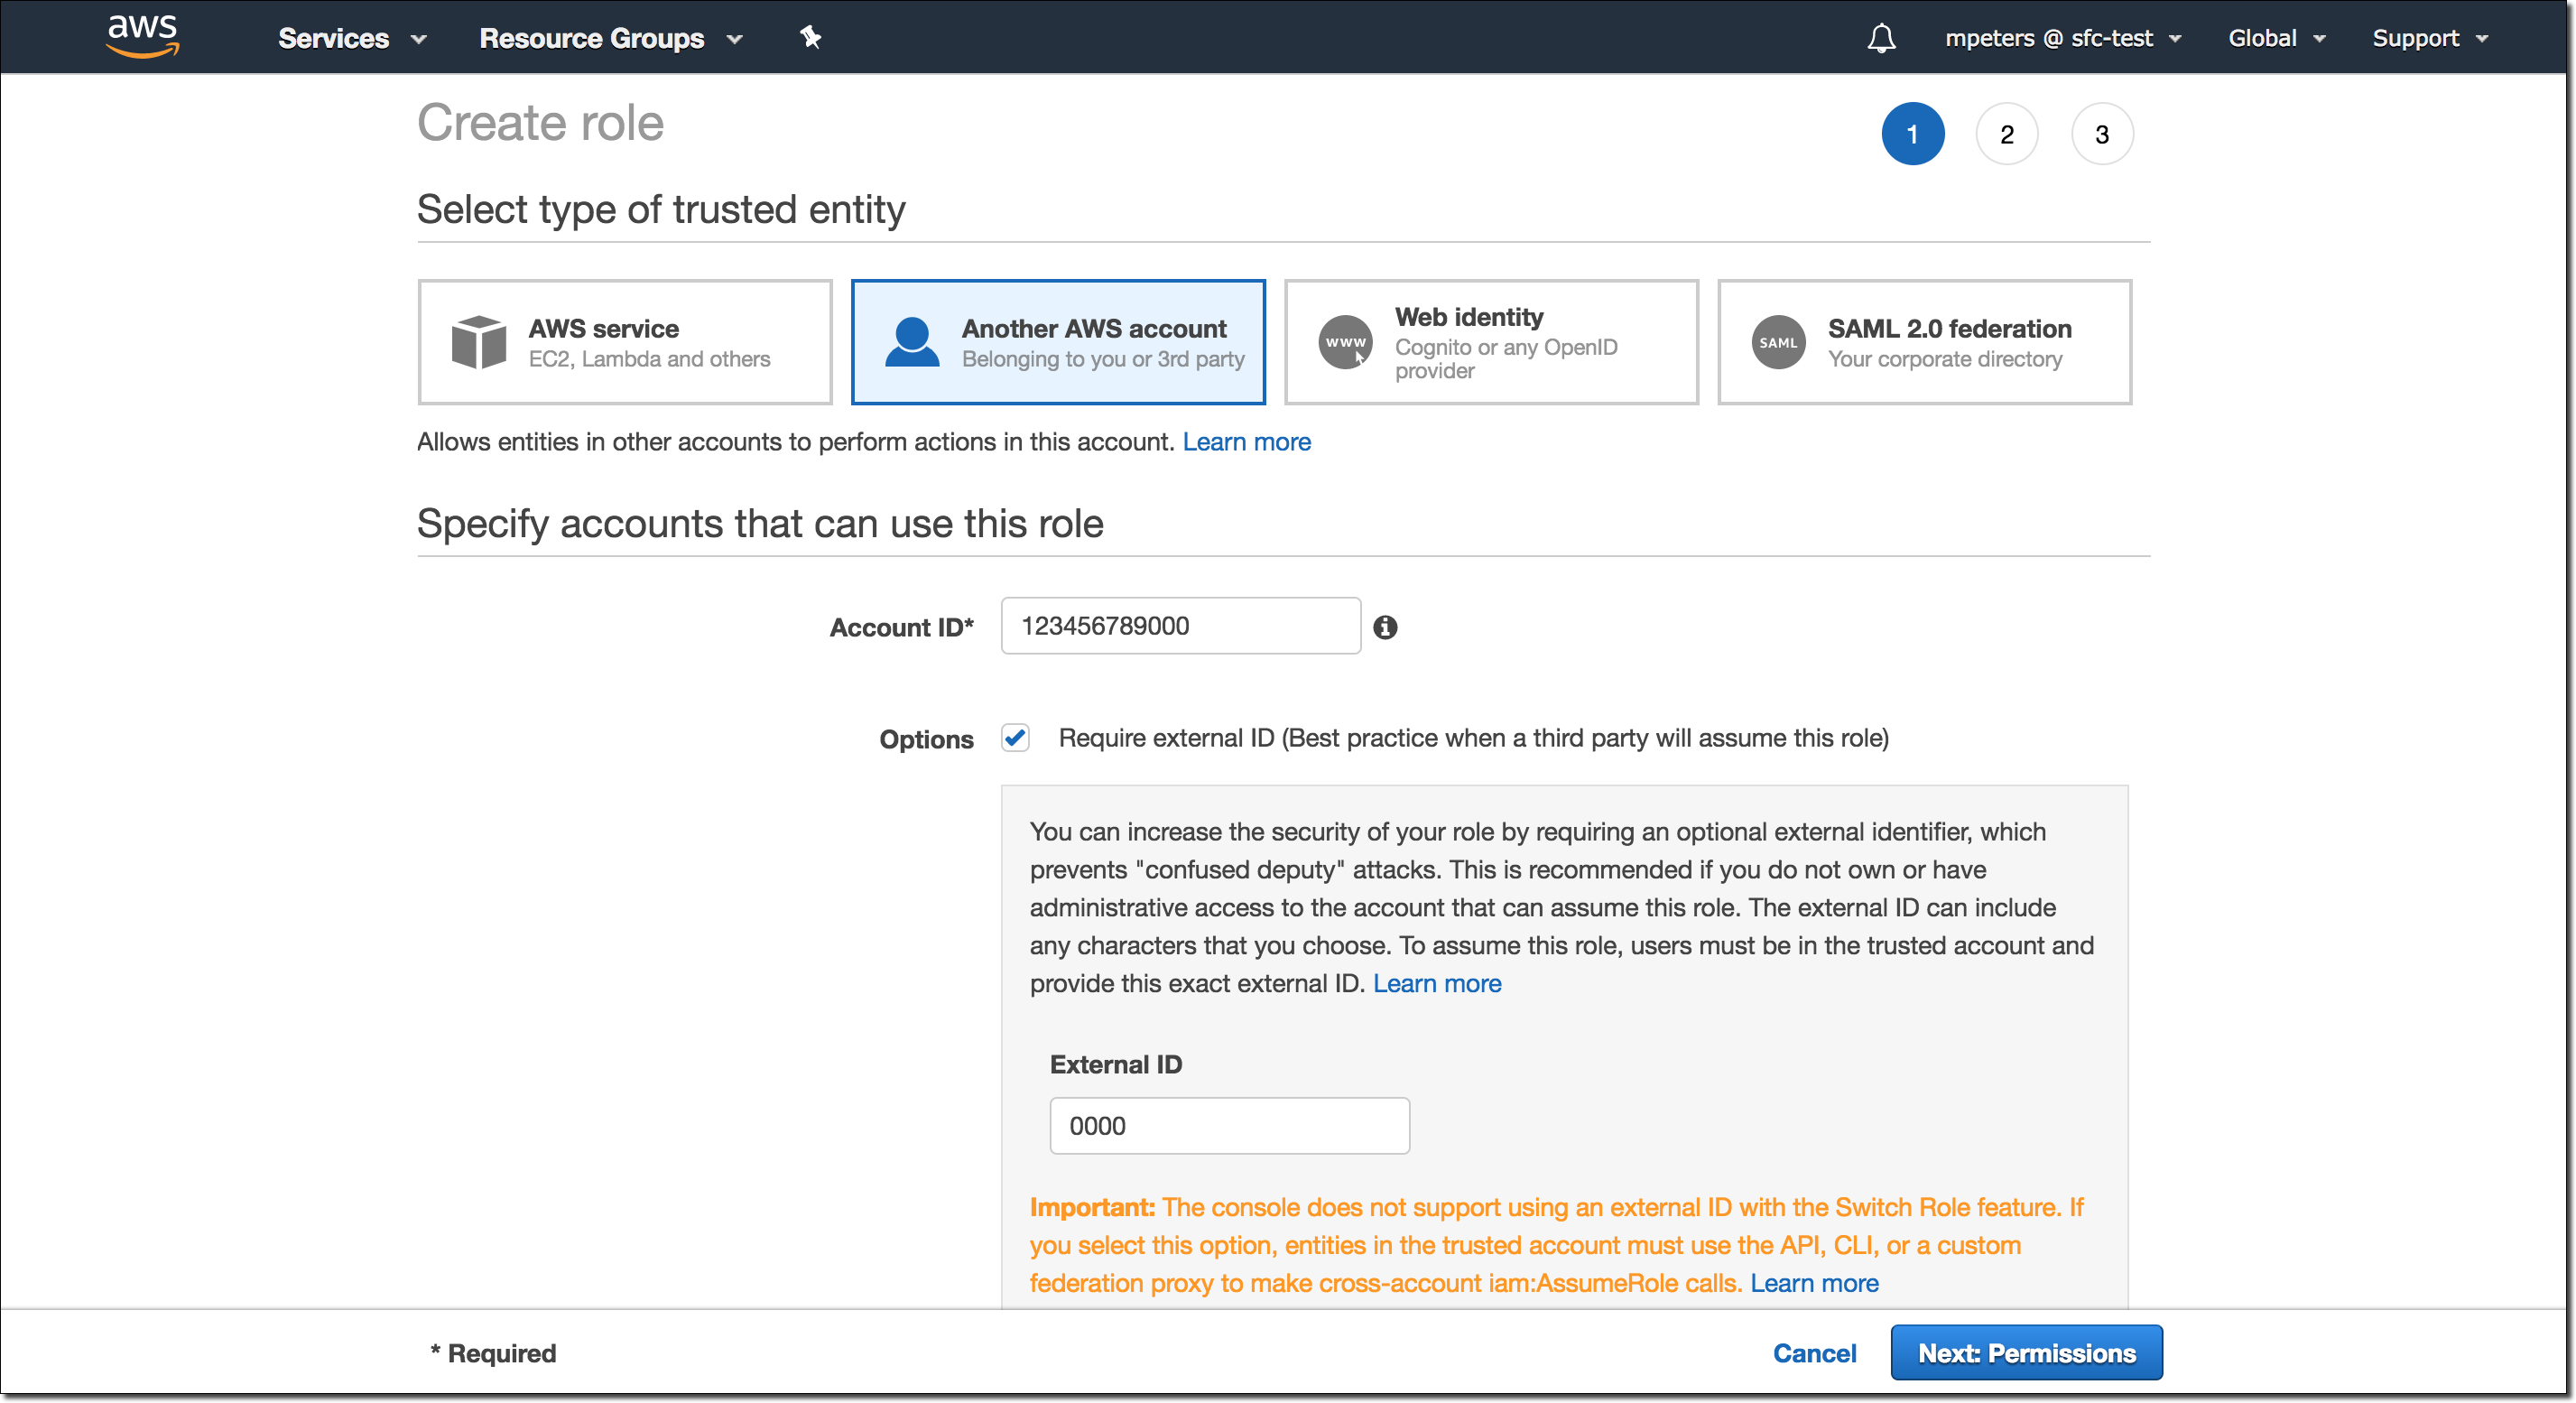 aws Services Resource Groups mpeters @ sfc-test Global Support
Create role
1 2 3
Select type of trusted entity
AWS service
EC2, Lambda and others
Another AWS account
Belonging to you or 3rd party
www
Web identity
Cognito or any OpenID
provider
SAML
SAML 2.0 federation
Your corporate directory
Allows entities in other accounts to perform actions in this account. Learn more
Specify accounts that can use this role
Account ID* 123456789000
Options Require external ID (Best practice when a third party will assume this role)
You can increase the security of your role by requiring an optional external identifier, which
prevents "confused deputy" attacks. This is recommended if you do not own or have
administrative access to the account that can assume this role. The external ID can include
any characters that you choose. To assume this role, users must be in the trusted account and
provide this exact external ID. Learn more
External ID
0000
Important: The console does not support using an external ID with the Switch Role feature. If
you select this option, entities in the trusted account must use the API, CLI, or a custom
federation proxy to make cross-account iam:AssumeRole calls. Learn more
* Required Cancel Next: Permissions